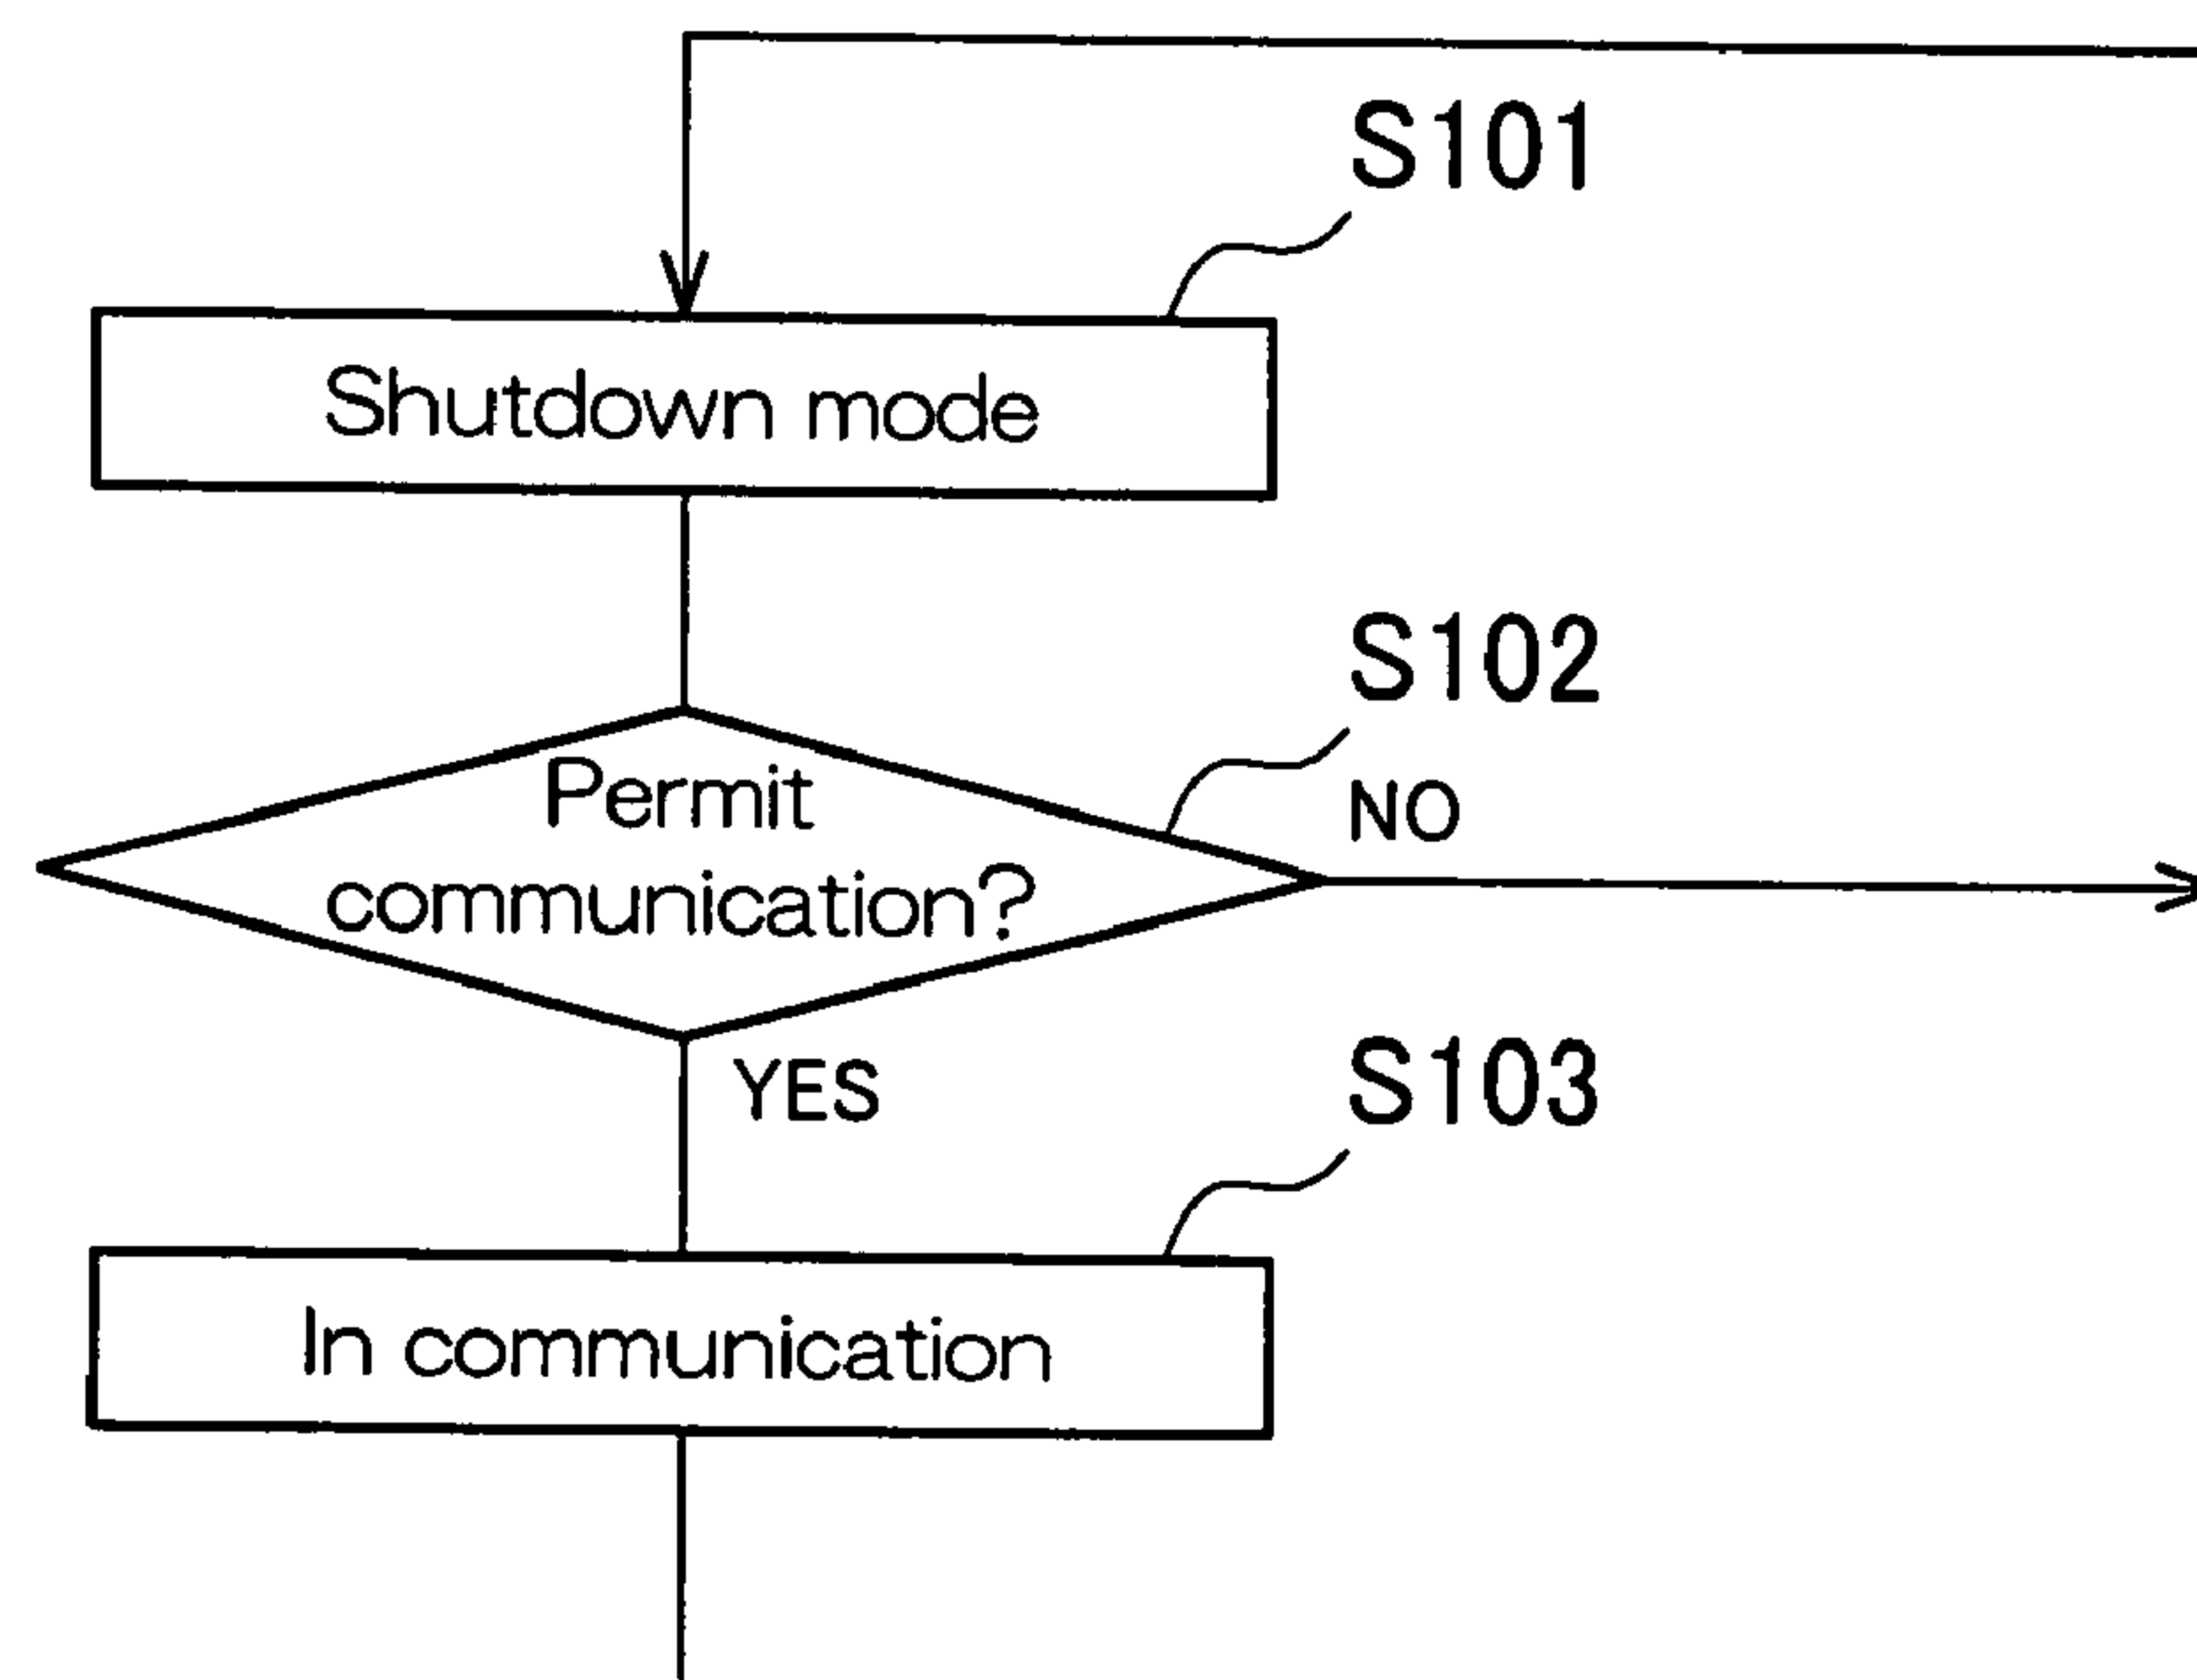 S101
Shutdown mode
S102
Permit
communication?
NO
YES
S103
In communication